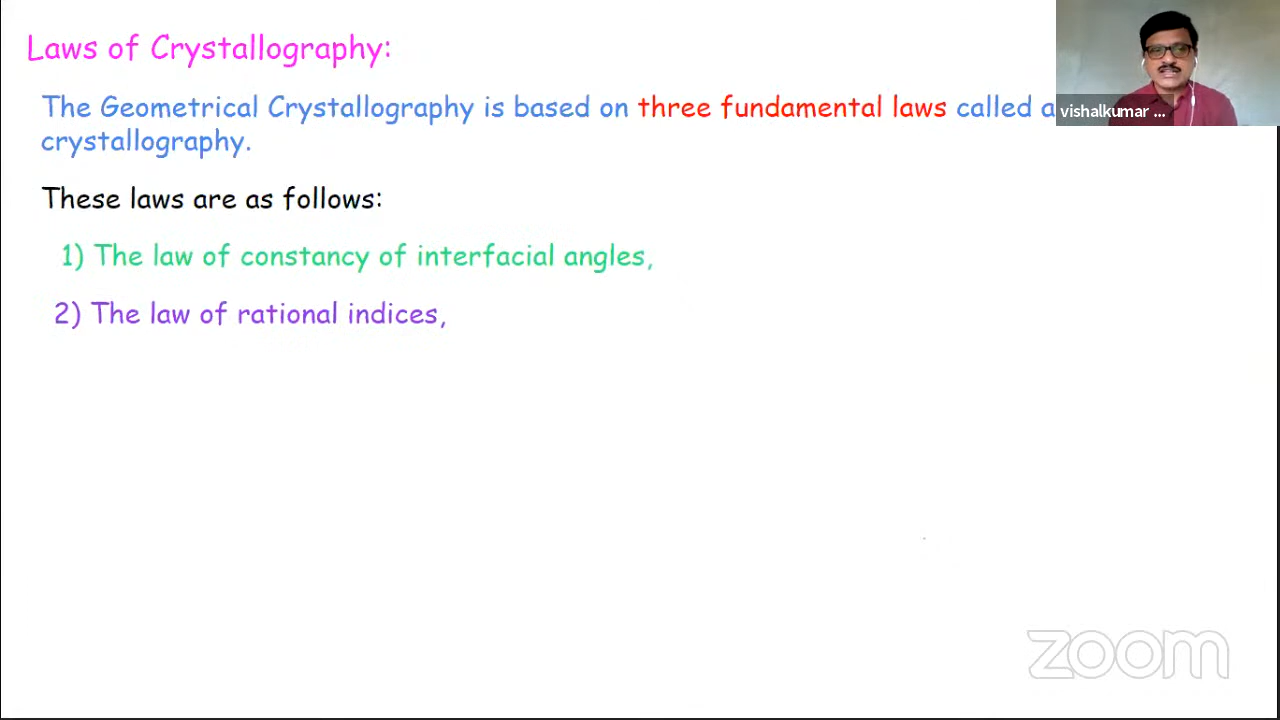 Laws of Crystallography:
The Geometrical Crystallography is based on three fundamental laws called
crystallography.
These laws are as follows:
1) The law of constancy of interfacial angles,
2) The law of rational indices,
vishalkumar ...
zoom